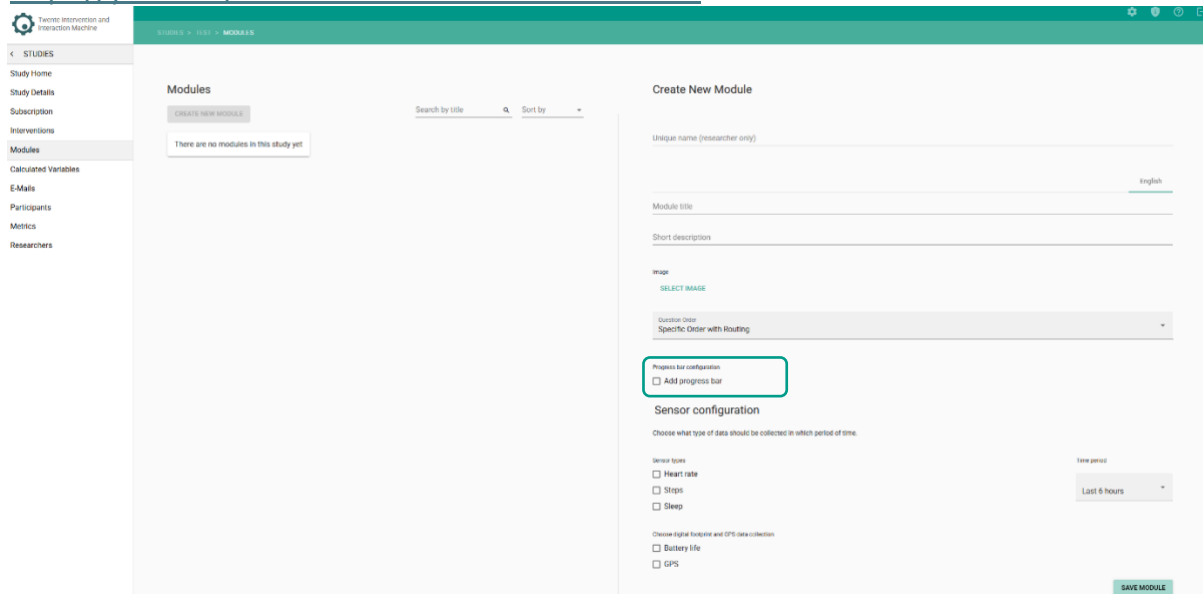 Twente Intervention and
Interaction Machine
STUDIES > TEST > MODULES
< STUDIES
Study Home
Study Details
Subscription
Interventions
Modules
Calculated Variables
E-Mails
Participants
Metrics
Researchers
Modules
CREATE NEW MODULE
Search by title
Sort by
There are no modules in this study yet
Create New Module
Unique name (researcher only)
English
Module title
Short description
Image
SELECT IMAGE
Question Order
Specific Order with Routing
Progress bar configuration
Add progress bar
Sensor configuration
Choose what type of data should be collected in which period of time.
Sensor types
Time period
Heart rate
Steps
Last 6 hours
Sleep
Choose digital footprint and GPS data collection
Battery life
GPS
SAVE MODULE